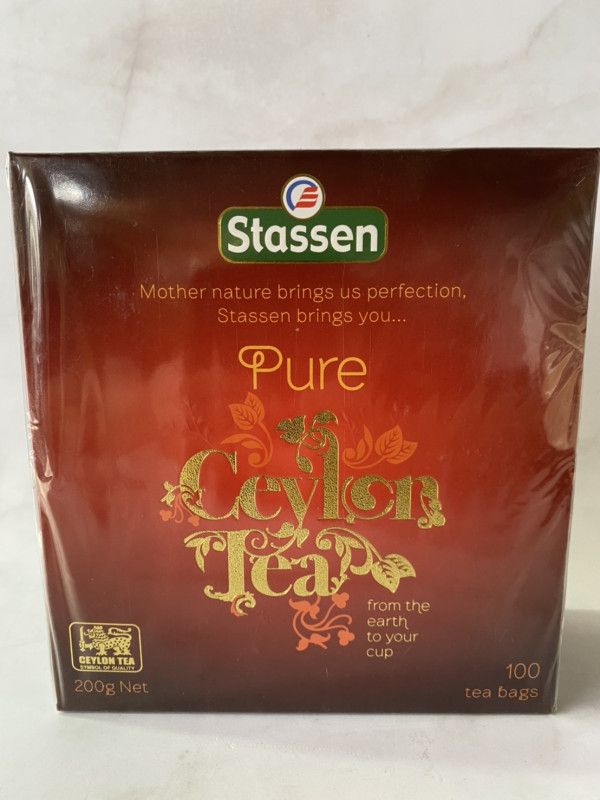 Stassen
Mother nature brings us perfection,
Stassen brings you...
Pure
Ceylon
Tea
from the
earth
to your
cup
CEYLON TEA
SYMBOL OF QUALITY
200g Net
100
tea bags